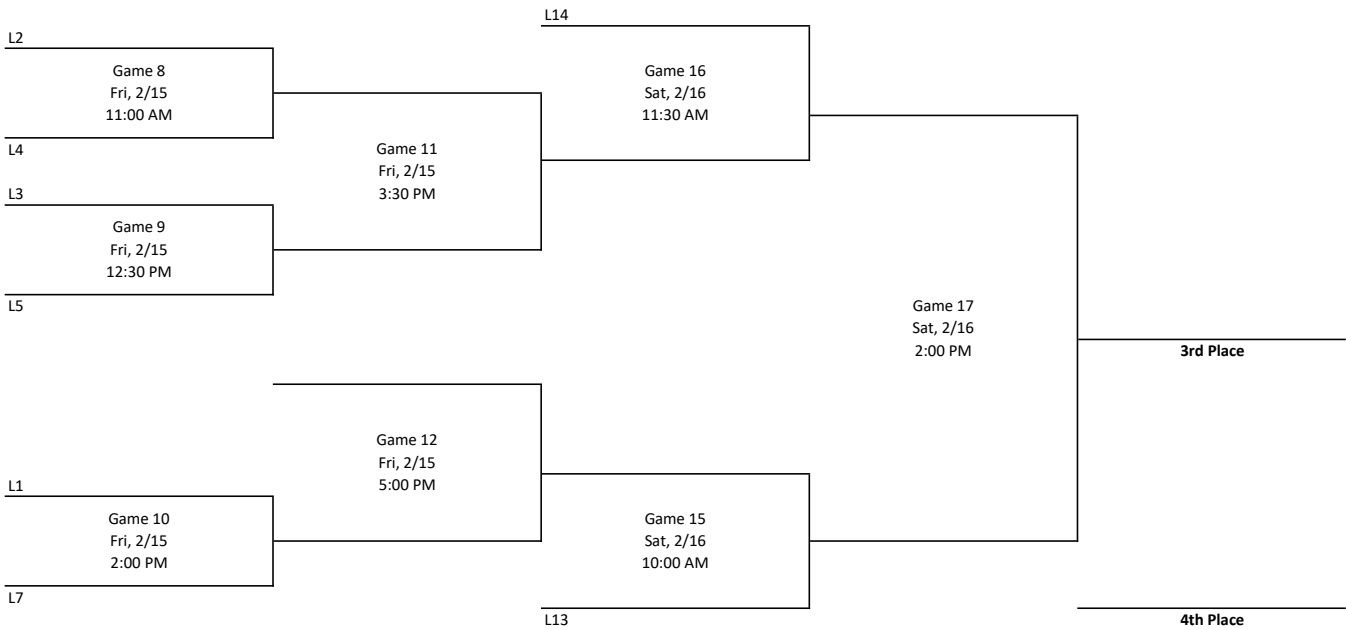 L14
L2
Game 8
Fri, 2/15
11:00 AM
L4
Game 16
Sat, 2/16
11:30 AM
Game 11
Fri, 2/15
3:30 PM
L3
Game 9
Fri, 2/15
12:30 PM
L5
Game 17
Sat, 2/16
2:00 PM
3rd Place
Game 12
Fri, 2/15
5:00 PM
L1
Game 10
Fri, 2/15
2:00 PM
L7
Game 15
Sat, 2/16
10:00 AM
L13
4th Place